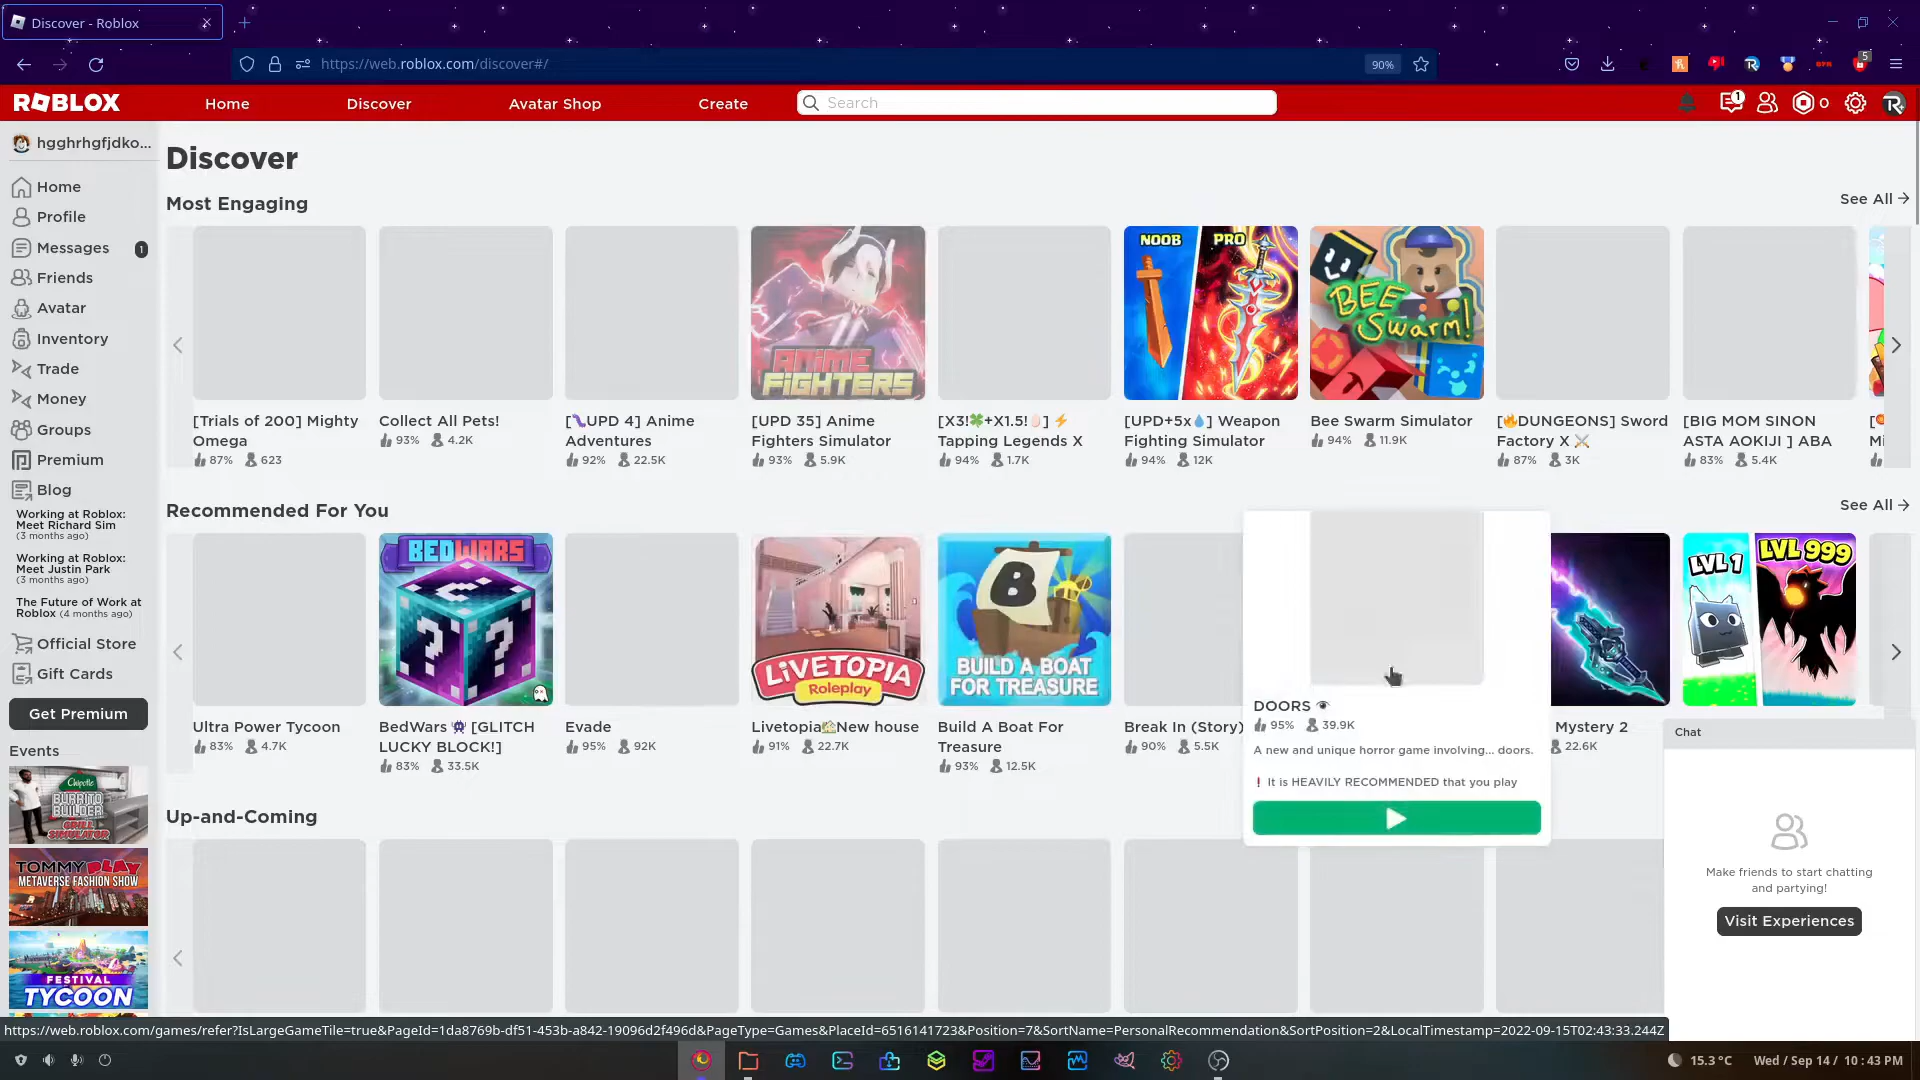 Discover - Roblox
https://web.roblox.com/discover#/
90%
5
ROBLOX
Home
Discover
Avatar Shop
Create
Search
1
0
hgghrhgfjdko...
Home
Profile
Messages
1
Friends
Avatar
Inventory
Trade
Money
Groups
Premium
Blog
Working at Roblox:
Meet Richard Sim
(3 months ago)
Working at Roblox:
Meet Justin Park
(3 months ago)
The Future of Work at
Roblox (4 months ago)
Official Store
Gift Cards
Get Premium
Events
Chipotle
BURRITO
BUILDER
GRILL SIMULATOR
TOMMY PLAY
METAVERSE FASHION SHOW
FESTIVAL
TYCOON
Discover
Most Engaging
See All →
ANIME
FIGHTERS
NOOB PRO
BEE
Swarm!
[Trials of 200] Mighty
Omega
87% 623
Collect All Pets!
93% 4.2K
[🍆UPD 4] Anime
Adventures
92% 22.5K
[UPD 35] Anime
Fighters Simulator
93% 5.9K
[X3!🍀+X1.5!🥚] ⚡
Tapping Legends X
94% 1.7K
[UPD+5x💧] Weapon
Fighting Simulator
94% 12K
Bee Swarm Simulator
94% 11.9K
[🔥DUNGEONS] Sword
Factory X ⚔️
87% 3K
[BIG MOM SINON
ASTA AOKIJI ] ABA
83% 5.4K
Recommended For You
See All →
BEDWARS
LIVETOPIA
Roleplay
B
BUILD A BOAT
FOR TREASURE
LVL 1
LVL 999
Ultra Power Tycoon
83% 4.7K
BedWars 👾 [GLITCH
LUCKY BLOCK!]
83% 33.5K
Evade
95% 92K
Livetopia🏡New house
91% 22.7K
Build A Boat For
Treasure
93% 12.5K
Break In (Story)
90% 5.5K
DOORS 👁️
95% 39.9K
A new and unique horror game involving... doors.
❗ It is HEAVILY RECOMMENDED that you play
Mystery 2
22.6K
Up-and-Coming
Chat
Make friends to start chatting
and partying!
Visit Experiences
https://web.roblox.com/games/refer?IsLargeGameTile=true&PageId=1da8769b-df51-453b-a842-19096d2f496d&PageType=Games&PlaceId=6516141723&Position=7&SortName=PersonalRecommendation&SortPosition=2&LocalTimestamp=2022-09-15T02:43:33.244Z
15.3°C
Wed / Sep 14 / 10:43 PM